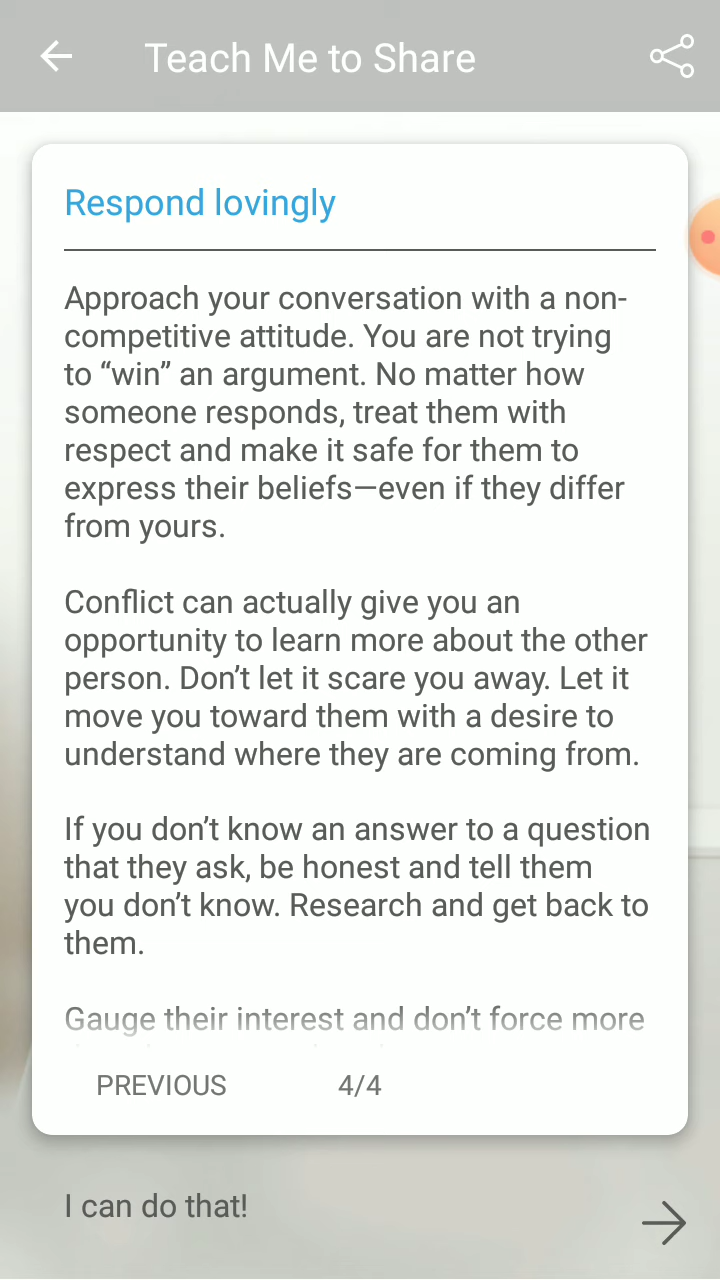 Teach Me to Share
Respond lovingly
Approach your conversation with a non-
competitive attitude. You are not trying
to “win” an argument. No matter how
someone responds, treat them with
respect and make it safe for them to
express their beliefs—even if they differ
from yours.
Conflict can actually give you an
opportunity to learn more about the other
person. Don’t let it scare you away. Let it
move you toward them with a desire to
understand where they are coming from.
If you don’t know an answer to a question
that they ask, be honest and tell them
you don’t know. Research and get back to
them.
Gauge their interest and don’t force more
PREVIOUS
4/4
I can do that!